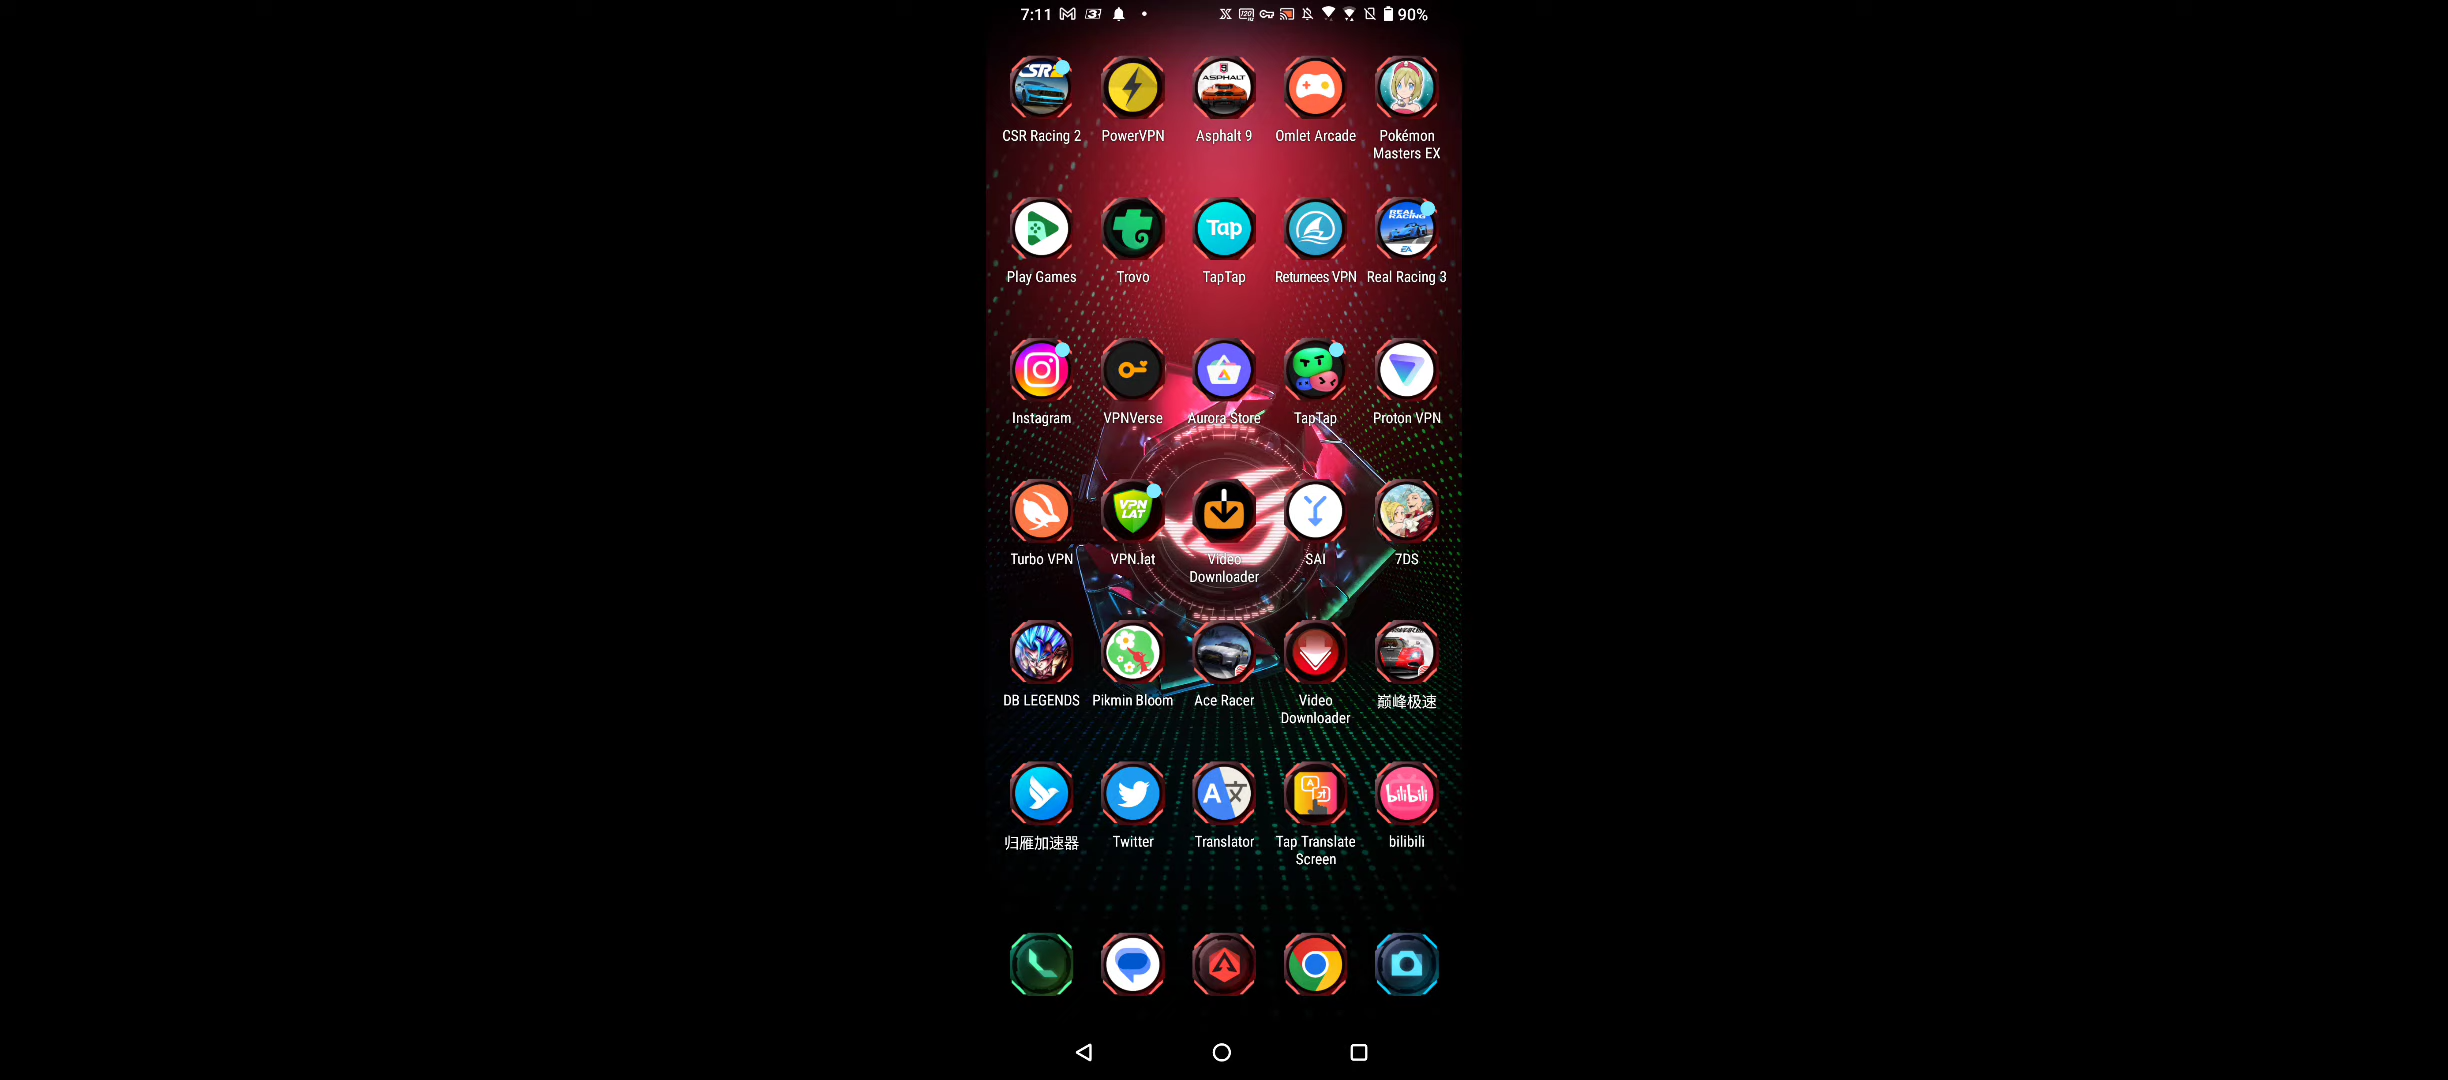 7:11
90%
CSR Racing 2
PowerVPN
Asphalt 9
Omlet Arcade
Pokémon
Masters EX
Play Games
Trovo
TapTap
Returnees VPN
Real Racing 3
Instagram
VPNVerse
Aurora Store
TapTap
Proton VPN
Turbo VPN
VPN.lat
Video
Downloader
SAI
7DS
DB LEGENDS
Pikmin Bloom
Ace Racer
Video
Downloader
巅峰极速
归雁加速器
Twitter
Translator
Tap Translate
Screen
bilibili